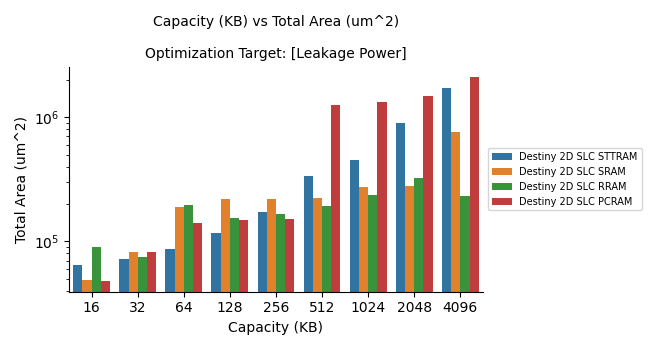 Capacity (KB) vs Total Area (um^2)
Optimization Target: [Leakage Power]
Total Area (um^2)
10^6
10^5
16 32 64 128 256 512 1024 2048 4096
Capacity (KB)
Destiny 2D SLC STTRAM
Destiny 2D SLC SRAM
Destiny 2D SLC RRAM
Destiny 2D SLC PCRAM